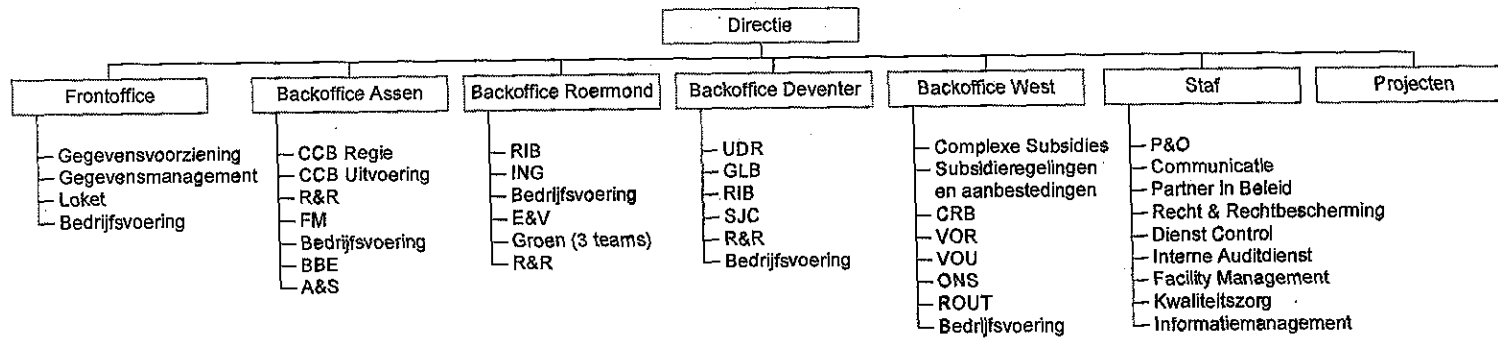 Directie
Frontoffice
Gegevensvoorziening
Gegevensmanagement
Loket
Bedrijfsvoering
Backoffice Assen
CCB Regie
CCB Uitvoering
R&R
FM
Bedrijfsvoering
BBE
A&S
Backoffice Roermond
RIB
ING
Bedrijfsvoering
E&V
Groen (3 teams)
R&R
Backoffice Deventer
UDR
GLB
RIB
SJC
R&R
Bedrijfsvoering
Backoffice West
Complexe Subsidies
Subsidieregelingen
en aanbestedingen
CRB
VOR
VOU
ONS
ROUT
Bedrijfsvoering
Staf
P&O
Communicatie
Partner In Beleid
Recht & Rechtbescherming
Dienst Control
Interne Auditdienst
Facility Management
Kwaliteitszorg
Informatiemanagement
Projecten